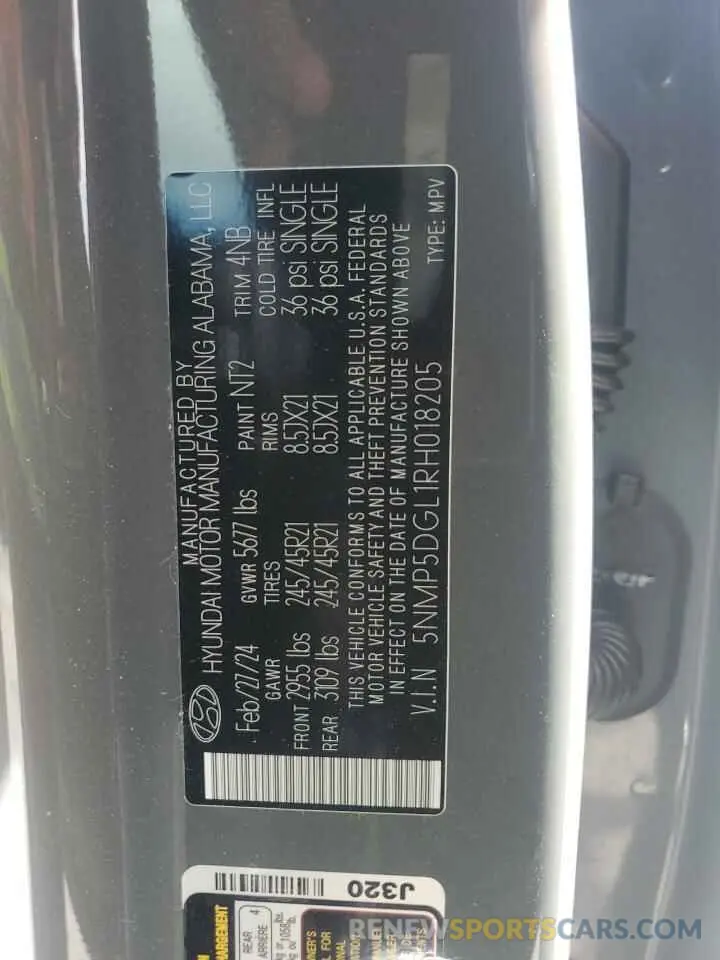 MANUFACTURED BY
HYUNDAI MOTOR MANUFACTURING ALABAMA, LLC
Feb/27/24 GVWR 5677 lbs PAINT NT2 TRIM 4NB
GAWR TIRES RIMS COLD TIRE INFL
FRONT 2955 lbs 245/45R21 8.5JX21 36 psi SINGLE
REAR 3109 lbs 245/45R21 8.5JX21 36 psi SINGLE
THIS VEHICLE CONFORMS TO ALL APPLICABLE U.S.A. FEDERAL
MOTOR VEHICLE SAFETY AND THEFT PREVENTION STANDARDS
IN EFFECT ON THE DATE OF MANUFACTURE SHOWN ABOVE
V.I.N 5NMP5DGL1RH018205 TYPE: MPV
J320
REAR
ARRIÈRE 4
RENEWSPORTSCARS.COM